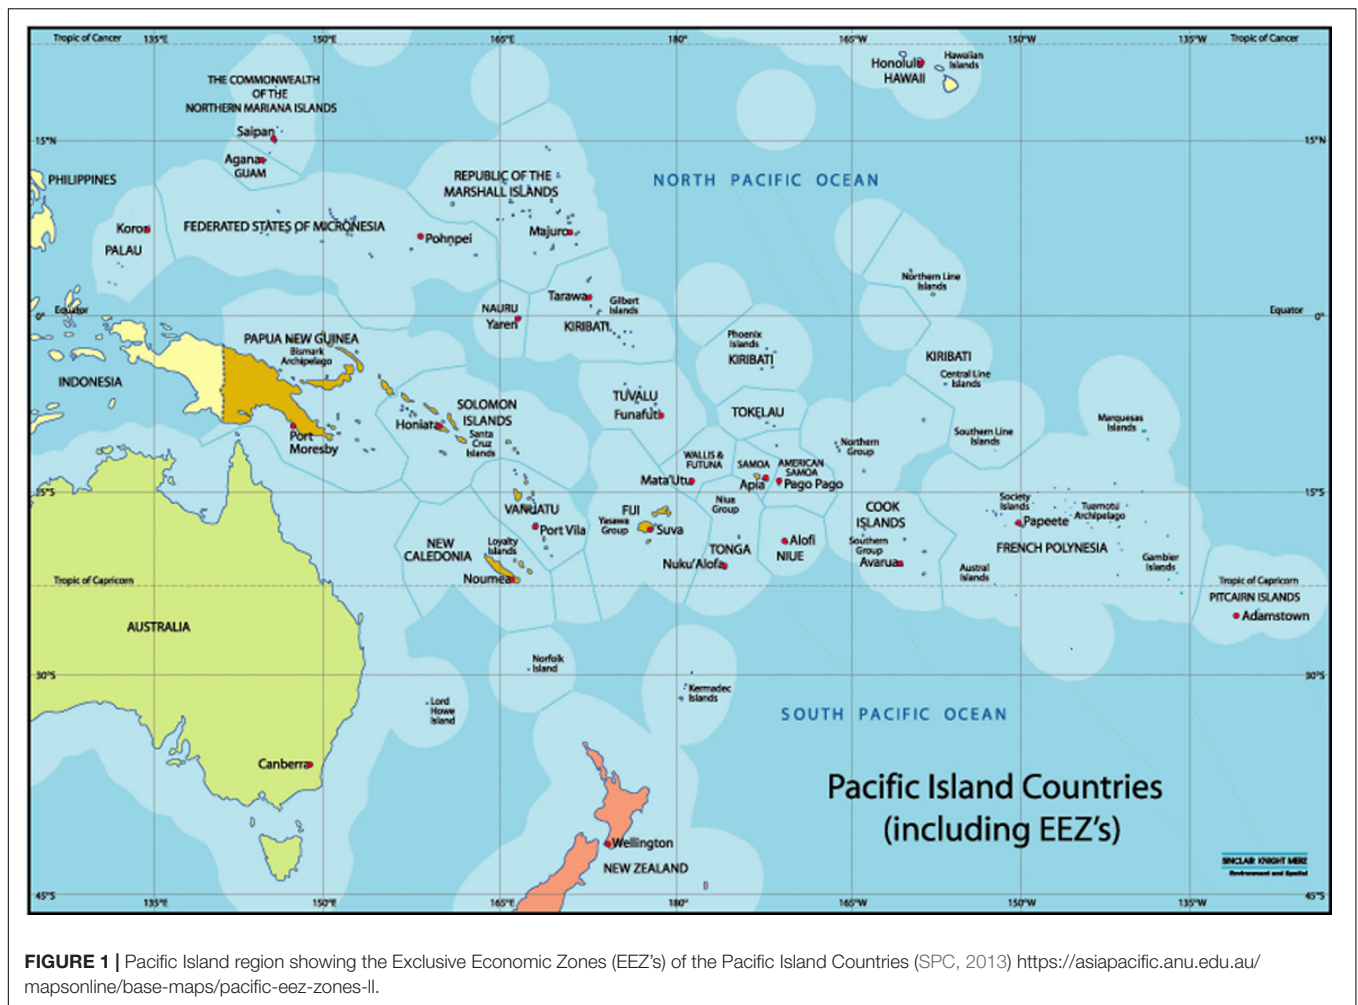 Tropic of Cancer
135°E
150°E
165°E
180°
165°W
150°W
135°W
Tropic of Cancer
THE COMMONWEALTH
OF THE
NORTHERN MARIANA ISLANDS
Saipan
Honolulu
HAWAII
Hawaiian
Islands
15°N
15°N
Agana
GUAM
PHILIPPINES
REPUBLIC OF THE
MARSHALL ISLANDS
NORTH PACIFIC OCEAN
Koror
PALAU
FEDERATED STATES OF MICRONESIA
Pohnpei
Majuro
Northern Line
Islands
Tarawa
Gilbert
Islands
KIRIBATI
NAURU
Yaren
Equator
0°
Equator
0°
PAPUA NEW GUINEA
Bismark
Archipelago
Phoenix
Islands
KIRIBATI
KIRIBATI
Central Line
Islands
INDONESIA
TUVALU
Funafuti
TOKELAU
SOLOMON
ISLANDS
Honiara
Santa
Cruz
Islands
Port
Moresby
Marquesas
Islands
Southern Line
Islands
Northern
Group
WALLIS &
FUTUNA
Mata'Utu
SAMOA
Apia
AMERICAN
SAMOA
Pago Pago
15°S
15°S
VANUATU
Port Vila
FIJI
Yasawa
Group
Suva
Niua
Group
COOK
ISLANDS
Society
Islands
Papeete
Tuamotu
Archipelago
FRENCH POLYNESIA
NEW
CALEDONIA
Loyalty
Islands
Noumea
TONGA
Nuku'Alofa
Alofi
NIUE
Southern
Group
Avarua
Austral
Islands
Gambier
Islands
Tropic of Capricorn
Tropic of Capricorn
PITCAIRN ISLANDS
Adamstown
AUSTRALIA
Norfolk
Island
Kermadec
Islands
30°S
30°S
Lord
Howe
Island
SOUTH PACIFIC OCEAN
Canberra
Pacific Island Countries
(including EEZ's)
Wellington
NEW ZEALAND
SINCLAIR KNIGHT MERZ
Environment and Spatial
45°S
45°S
135°E
150°E
165°E
180°
165°W
150°W
135°W
FIGURE 1 | Pacific Island region showing the Exclusive Economic Zones (EEZ's) of the Pacific Island Countries (SPC, 2013) https://asiapacific.anu.edu.au/
mapsonline/base-maps/pacific-eez-zones-ll.